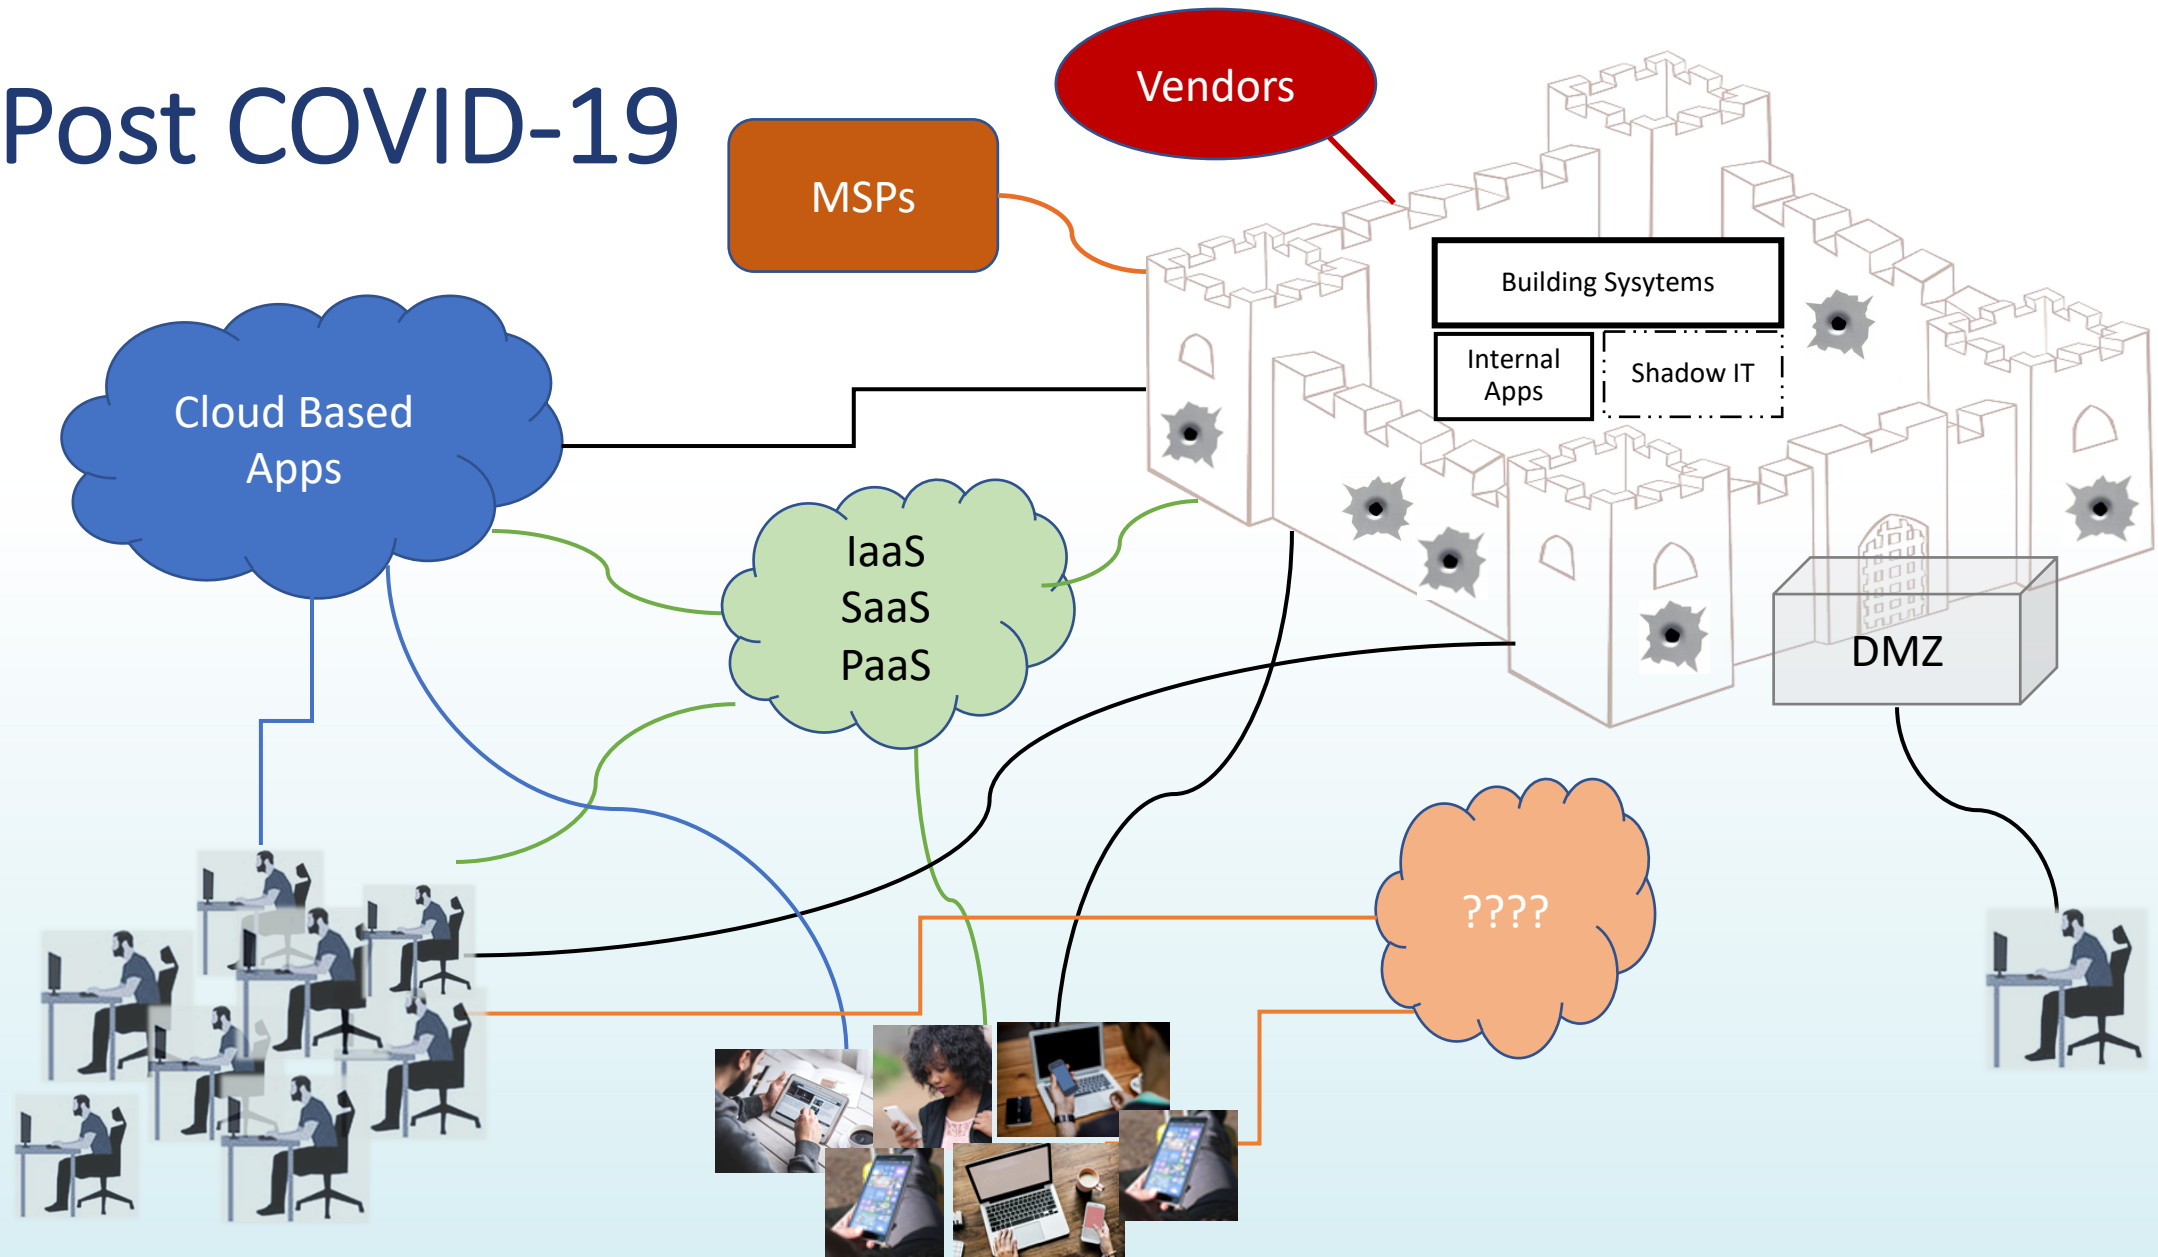 Post COVID-19
Vendors
MSPs
Building Sysytems
Internal
Apps
Shadow IT
Cloud Based
Apps
IaaS
SaaS
PaaS
DMZ
????